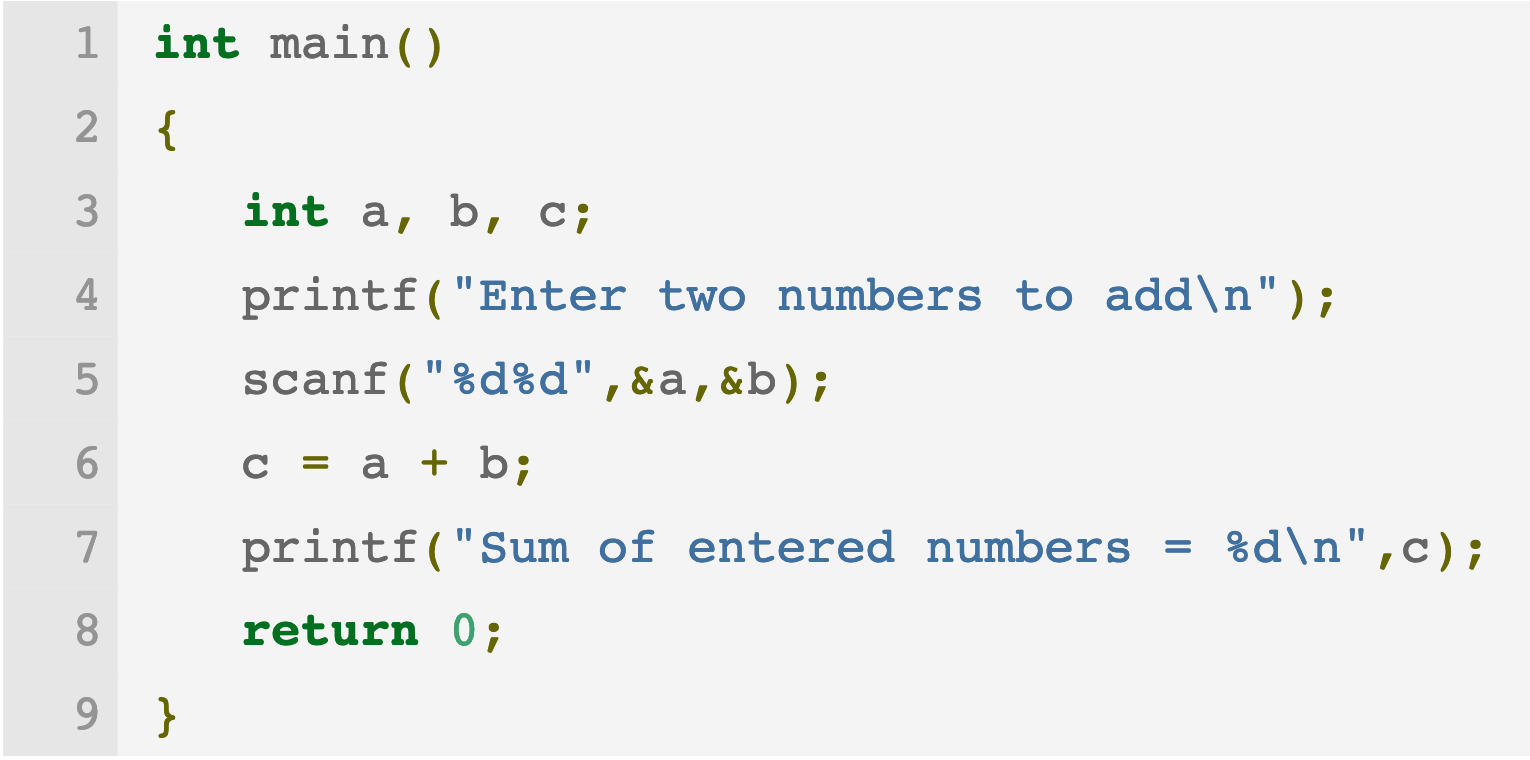 1 int main()
2 {
3    int a, b, c;
4    printf("Enter two numbers to add\n");
5    scanf("%d%d",&a,&b);
6    c = a + b;
7    printf("Sum of entered numbers = %d\n",c);
8    return 0;
9 }